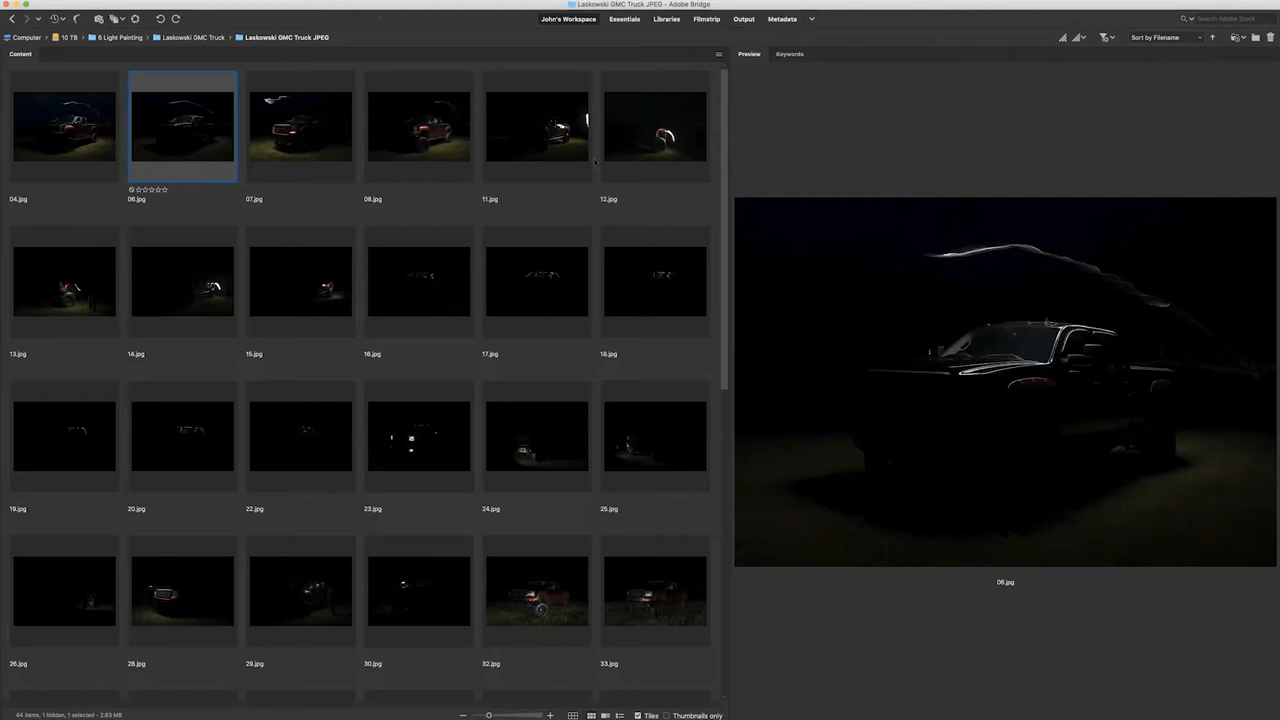 Laskowski GMC Truck JPEG - Adobe Bridge
John's Workspace Essentials Libraries Filmstrip Output Metadata
Search Adobe Stock
Computer 10 TB 6 Light Painting Laskowski GMC Truck Laskowski GMC Truck JPEG
Sort by Filename
Content
Preview Keywords
04.jpg 06.jpg 07.jpg 08.jpg 11.jpg 12.jpg
13.jpg 14.jpg 15.jpg 16.jpg 17.jpg 18.jpg
19.jpg 20.jpg 22.jpg 23.jpg 24.jpg 25.jpg
06.jpg
26.jpg 28.jpg 29.jpg 30.jpg 32.jpg 33.jpg
44 items, 1 hidden, 1 selected - 2.63 MB
Tiles Thumbnails only